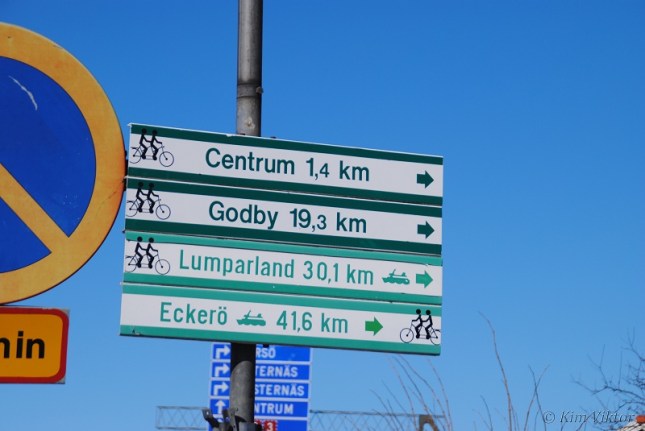 Centrum 1,4 km
Godby 19,3 km
Lumparland 30,1 km
Eckerö 41,6 km
min
CENTRUM
3
© Kim Viktor